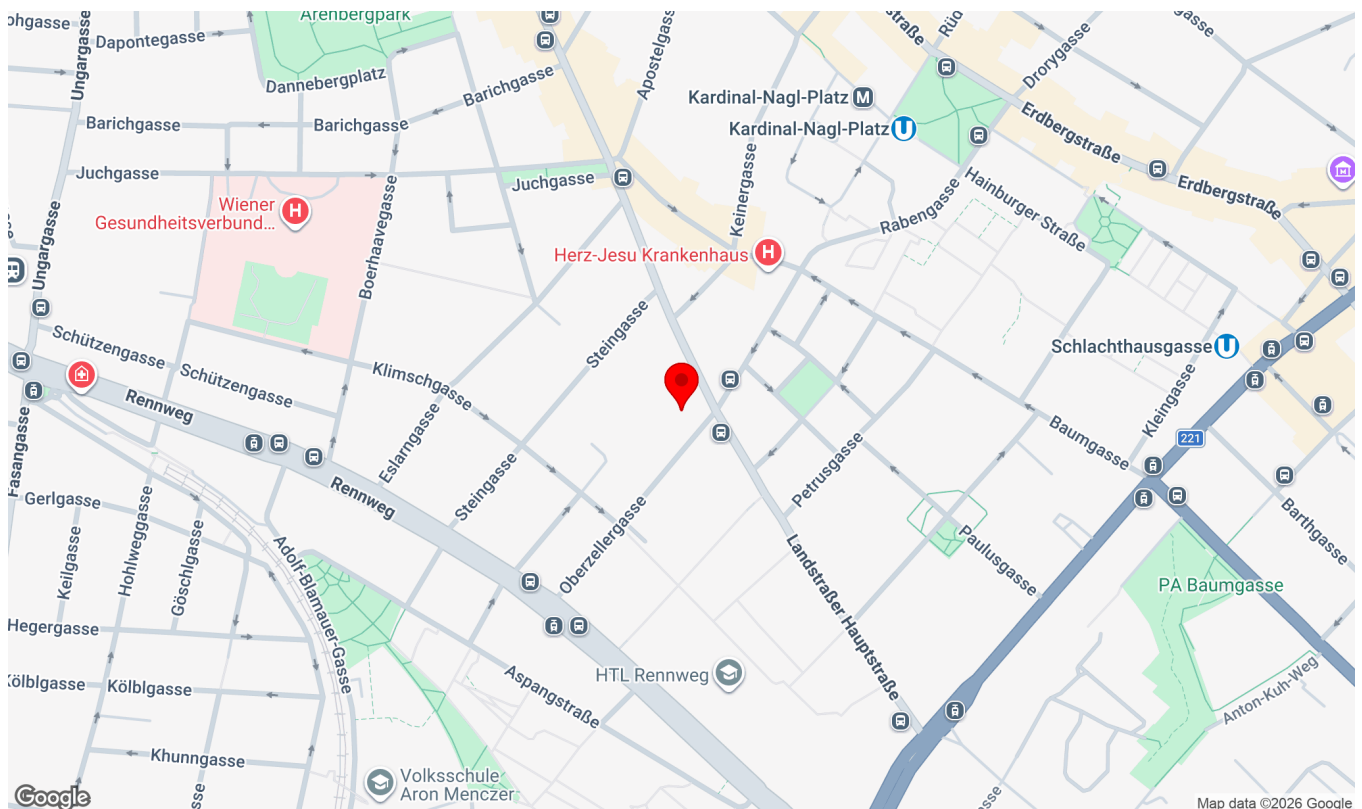 Arenbergpark
Dapontegasse
Ungargasse
Dannebergplatz
Barichgasse
Apostelgasse
Barichgasse
Barichgasse
Juchgasse
Juchgasse
Wiener
Gesundheitsverbund...
Boerhaavegasse
Ungargasse
Kardinal-Nagl-Platz
M
Kardinal-Nagl-Platz
U
Drorygasse
Erdbergstraße
Erdbergstraße
Hainburger Straße
Rabengasse
Keinergasse
H
H
Herz-Jesu Krankenhaus
Steingasse
Schützengasse
Schützengasse
Klimschgasse
Rennweg
Eslarngasse
Steingasse
Rennweg
Fasangasse
Gerlgasse
Keilgasse
Hohlweggasse
Göschlgasse
Adolf-Blamauer-Gasse
Hegergasse
Kölblgasse
Kölblgasse
Khunngasse
Oberzellergasse
Petrusgasse
Paulusgasse
Baumgasse
Schlachthausgasse
U
Kleingasse
221
Barthgasse
PA Baumgasse
Anton-Kuh-Weg
Landstraßer Hauptstraße
HTL Rennweg
Aspangstraße
Volksschule
Aron Menczer
Google
Map data ©2026 Google